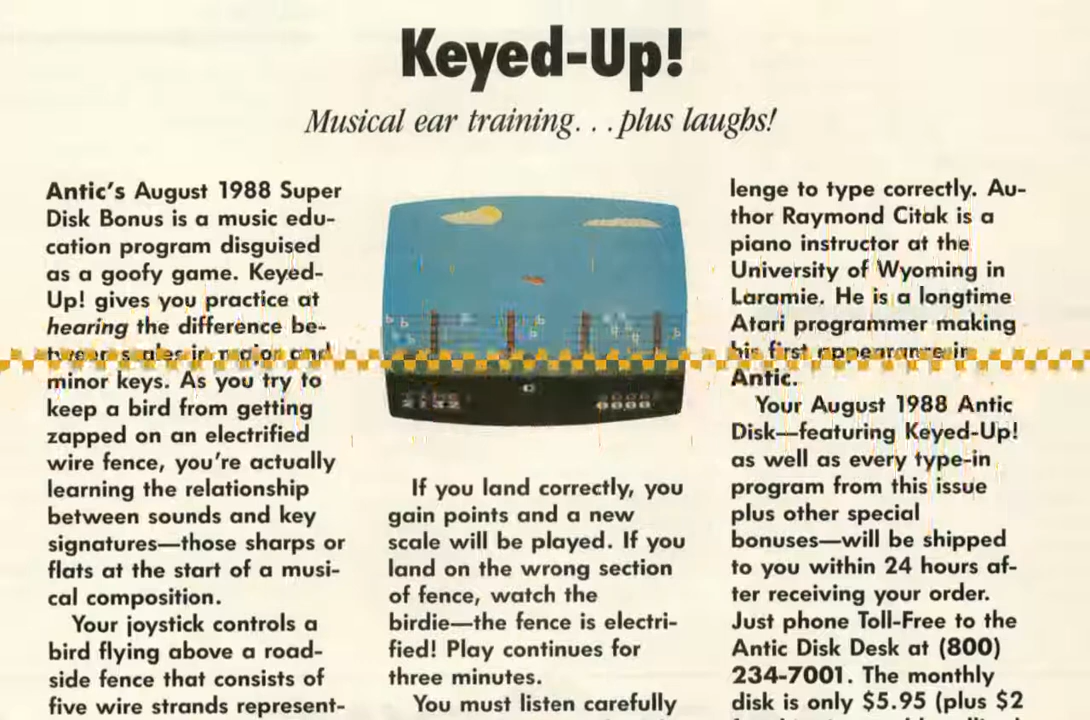 Keyed-Up!
Musical ear training. . . plus laughs!
Antic's August 1988 Super
Disk Bonus is a music edu-
cation program disguised
as a goofy game. Keyed-
Up! gives you practice at
hearing the difference be-
tween scales in major and
minor keys. As you try to
keep a bird from getting
zapped on an electrified
wire fence, you're actually
learning the relationship
between sounds and key
signatures—those sharps or
flats at the start of a musi-
cal composition.
Your joystick controls a
bird flying above a road-
side fence that consists of
five wire strands represent-
If you land correctly, you
gain points and a new
scale will be played. If you
land on the wrong section
of fence, watch the
birdie—the fence is electri-
fied! Play continues for
three minutes.
You must listen carefully
lenge to type correctly. Au-
thor Raymond Citak is a
piano instructor at the
University of Wyoming in
Laramie. He is a longtime
Atari programmer making
his first appearance in
Antic.
Your August 1988 Antic
Disk—featuring Keyed-Up!
as well as every type-in
program from this issue
plus other special
bonuses—will be shipped
to you within 24 hours af-
ter receiving your order.
Just phone Toll-Free to the
Antic Disk Desk at (800)
234-7001. The monthly
disk is only $5.95 (plus $2